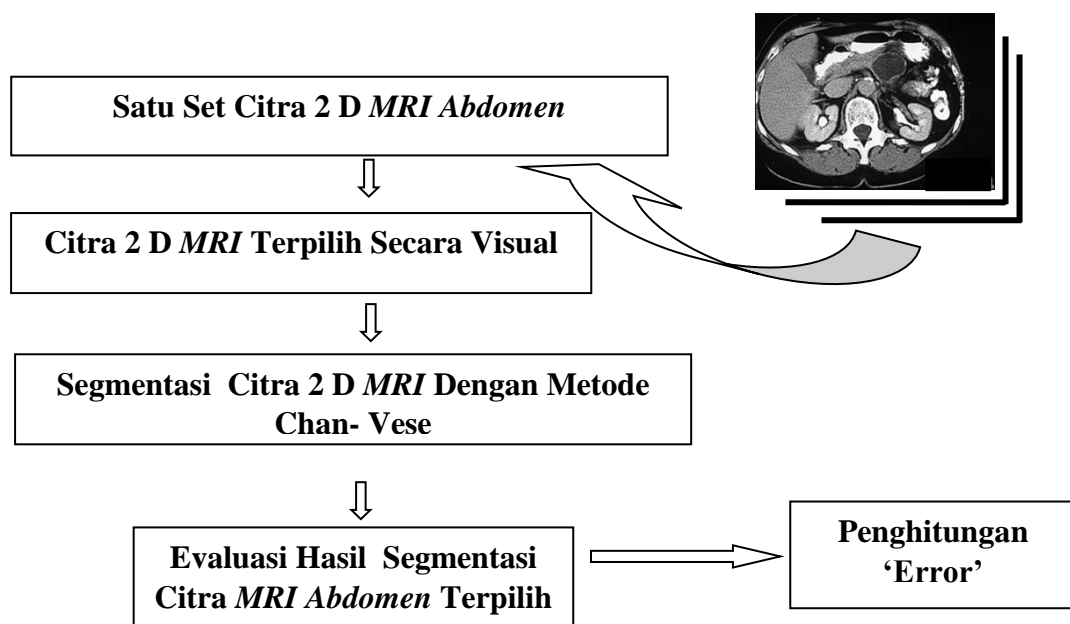 Satu Set Citra 2 D MRI Abdomen
Citra 2 D MRI Terpilih Secara Visual
Segmentasi Citra 2 D MRI Dengan Metode
Chan- Vese
Evaluasi Hasil Segmentasi
Citra MRI Abdomen Terpilih
Penghitungan
‘Error’